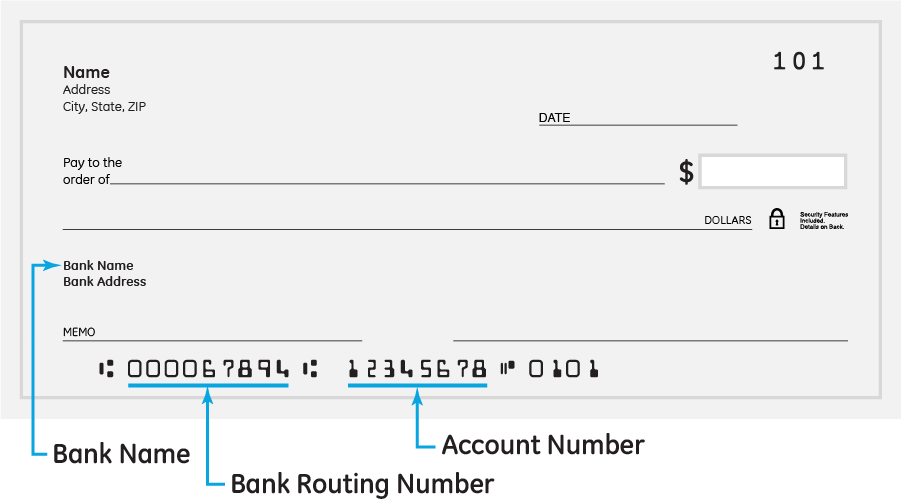 101
Name
Address
City, State, ZIP
DATE
Pay to the
order of
$
DOLLARS
Security Features
Included.
Details on Back.
Bank Name
Bank Address
MEMO
⑆000067894⑆ 12345678⑈ 0101
Bank Name
Account Number
Bank Routing Number